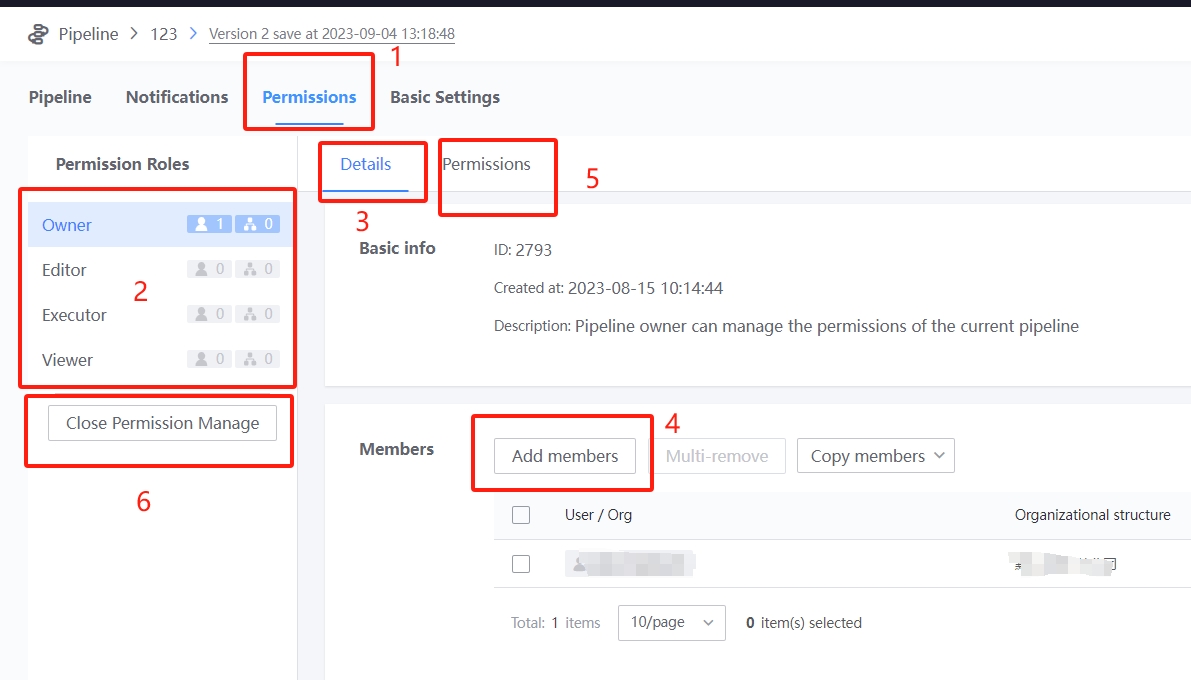 Pipeline > 123 > Version 2 save at 2023-09-04 13:18:48
1
Pipeline Notifications Permissions Basic Settings
Permission Roles
Owner 1 0
Editor 0 0
2
Executor 0 0
Viewer 0 0
Close Permission Manage
6
Details Permissions
5
3
Basic info
ID: 2793
Created at: 2023-08-15 10:14:44
Description: Pipeline owner can manage the permissions of the current pipeline
4
Members
Add members Multi-remove Copy members
User / Org Organizational structure
Total: 1 items 10/page 0 item(s) selected